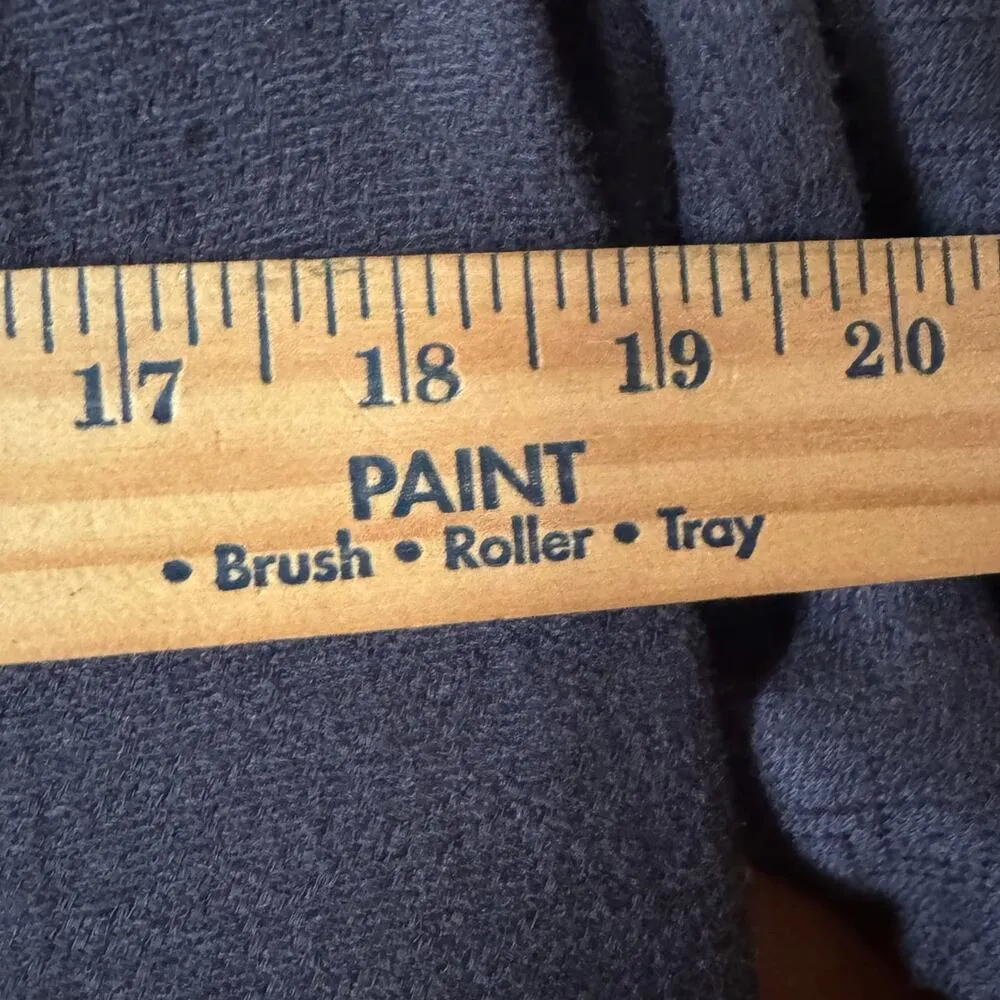 17 18 19 20
PAINT
• Brush • Roller • Tray